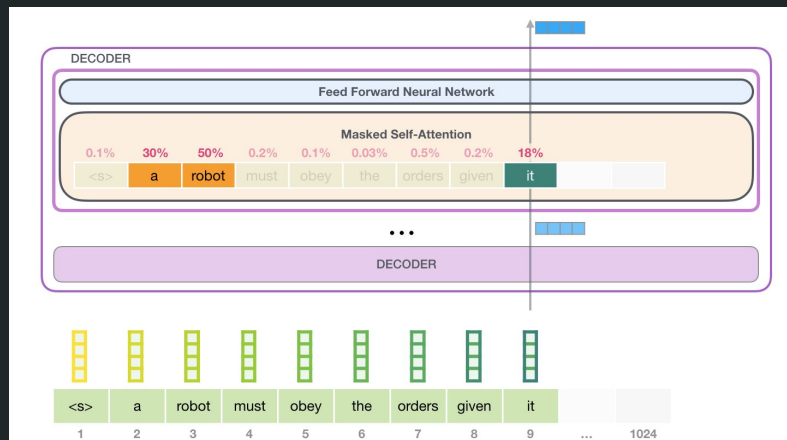 DECODER
Feed Forward Neural Network
Masked Self-Attention
0.1% 30% 50% 0.2% 0.1% 0.03% 0.5% 0.2% 18%
<s> a robot must obey the orders given it
...
DECODER
<s> a robot must obey the orders given it
1 2 3 4 5 6 7 8 9 ... 1024